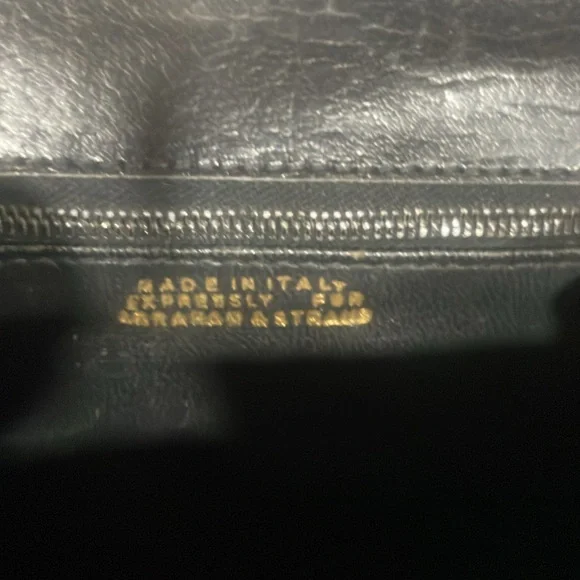 MADE IN ITALY
EXPRESSLY FOR
ABRAHAM & STRAUS